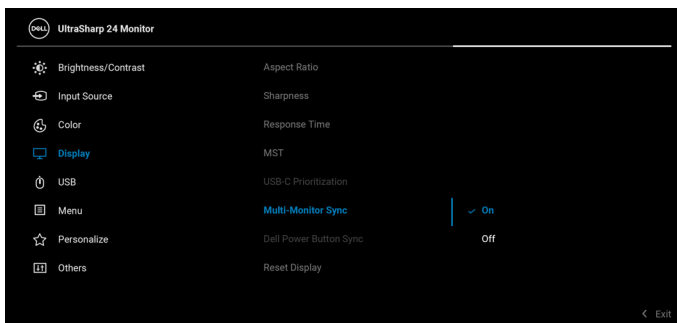 DELL UltraSharp 24 Monitor
Brightness/Contrast Aspect Ratio
Input Source Sharpness
Color Response Time
Display MST
USB USB-C Prioritization
Menu Multi-Monitor Sync On
Personalize Dell Power Button Sync Off
Others Reset Display
Exit